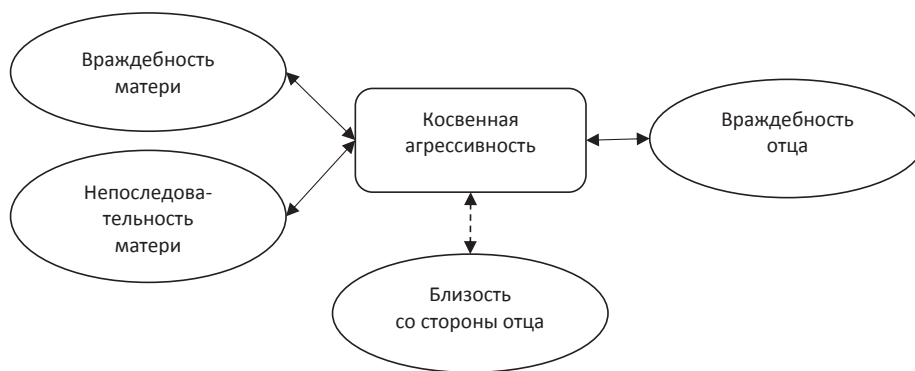 Враждебность
матери
Косвенная
агрессивность
Враждебность
отца
Непоследова-
тельность
матери
Близость
со стороны отца